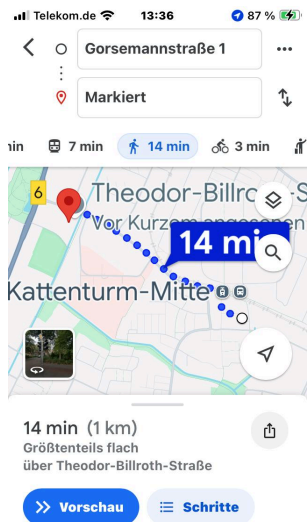 Telekom.de 13:36 87 %
Gorsemannstraße 1
Markiert
min 7 min 14 min 3 min
6
Theodor-Billro S
Vor Kurzem angesehen
14 min
Kattenturm-Mitte
14 min (1 km)
Größtenteils flach
über Theodor-Billroth-Straße
Vorschau Schritte